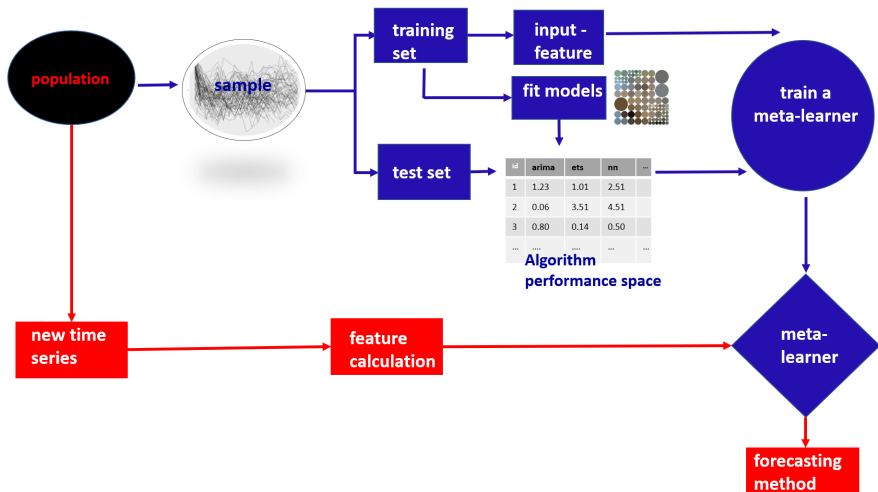 population
sample
training
set
input -
feature
fit models
test set
id arima ets nn ...
1 1.23 1.01 2.51
2 0.06 3.51 4.51
3 0.80 0.14 0.50
... .... .... ... ...
Algorithm
performance space
train a
meta-learner
new time
series
feature
calculation
meta-
learner
forecasting
method